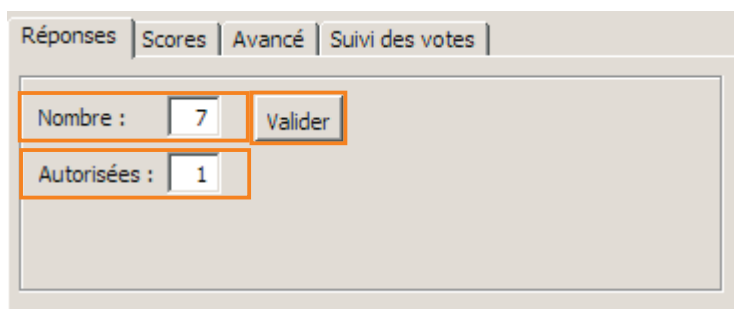 Réponses Scores Avancé Suivi des votes
Nombre : 7 Valider
Autorisées : 1